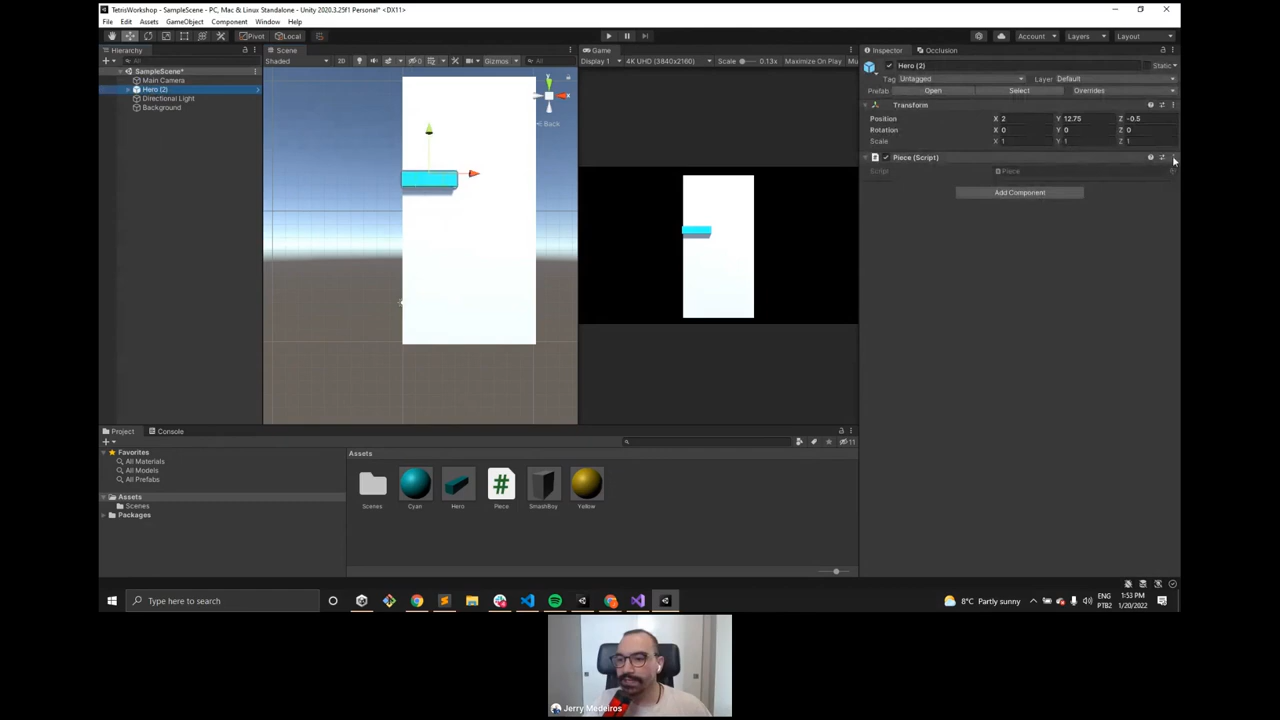 TetrisWorkshop - SampleScene - PC, Mac & Linux Standalone - Unity 2020.3.25f1 Personal* <DX11>
File Edit Assets GameObject Component Window Help
Pivot Local Account Layers Layout
Hierarchy Scene Game Inspector Occlusion
All Shaded 2D 0 Gizmos All Display 1 4K UHD (3840x2160) Scale 0.13x Maximize On Play
Hero (2) Static
SampleScene*
Main Camera
Hero (2)
Directional Light
Background
y
x
Back
Tag Untagged Layer Default
Prefab Open Select Overrides
Transform
Position X 2 Y 12.75 Z -0.5
Rotation X 0 Y 0 Z 0
Scale X 1 Y 1 Z 1
Piece (Script)
Script Piece
Add Component
Project Console
11
Favorites
All Materials
All Models
All Prefabs
Assets
Scenes
Packages
Assets
#
Scenes Cyan Hero Piece SmashBoy Yellow
Type here to search
8°C Partly sunny
ENG
PTB2
1:53 PM
1/20/2022
Jerry Medeiros